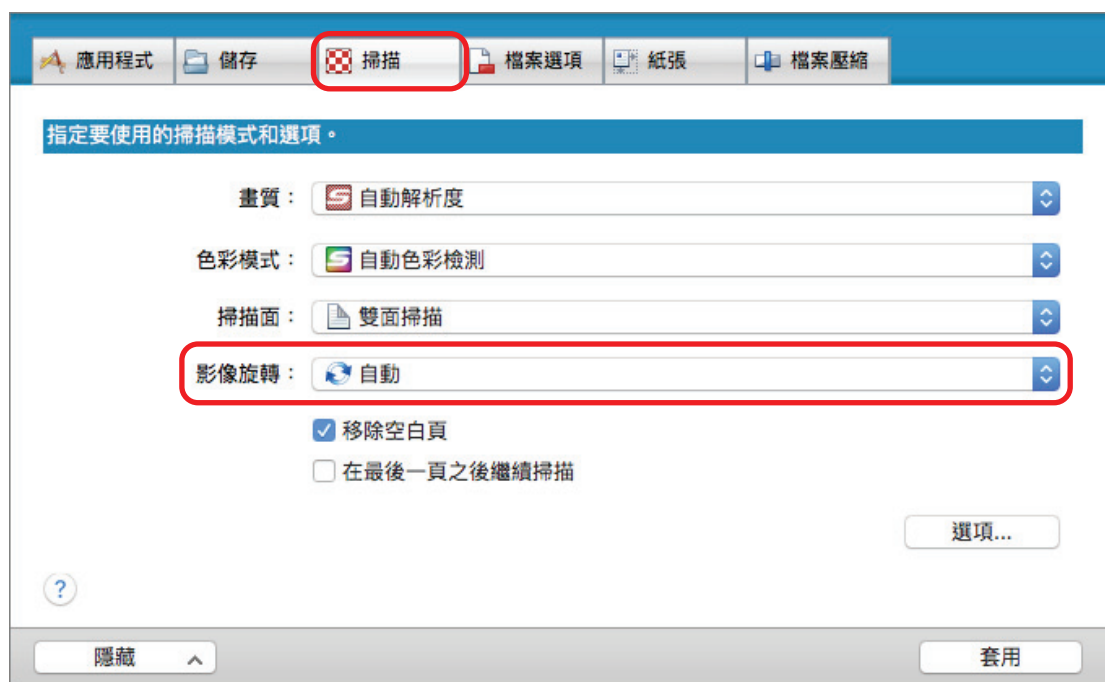 應用程式 儲存 掃描 檔案選項 紙張 檔案壓縮
指定要使用的掃描模式和選項。
畫質： 自動解析度
色彩模式： 自動色彩檢測
掃描面： 雙面掃描
影像旋轉： 自動
移除空白頁
在最後一頁之後繼續掃描
選項...
?
隱藏 套用